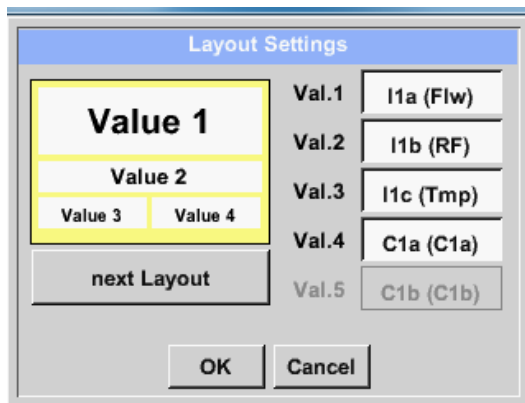 Layout Settings
Value 1
Value 2
Value 3 Value 4
next Layout
Val.1 I1a (Flw)
Val.2 I1b (RF)
Val.3 I1c (Tmp)
Val.4 C1a (C1a)
Val.5 C1b (C1b)
OK Cancel